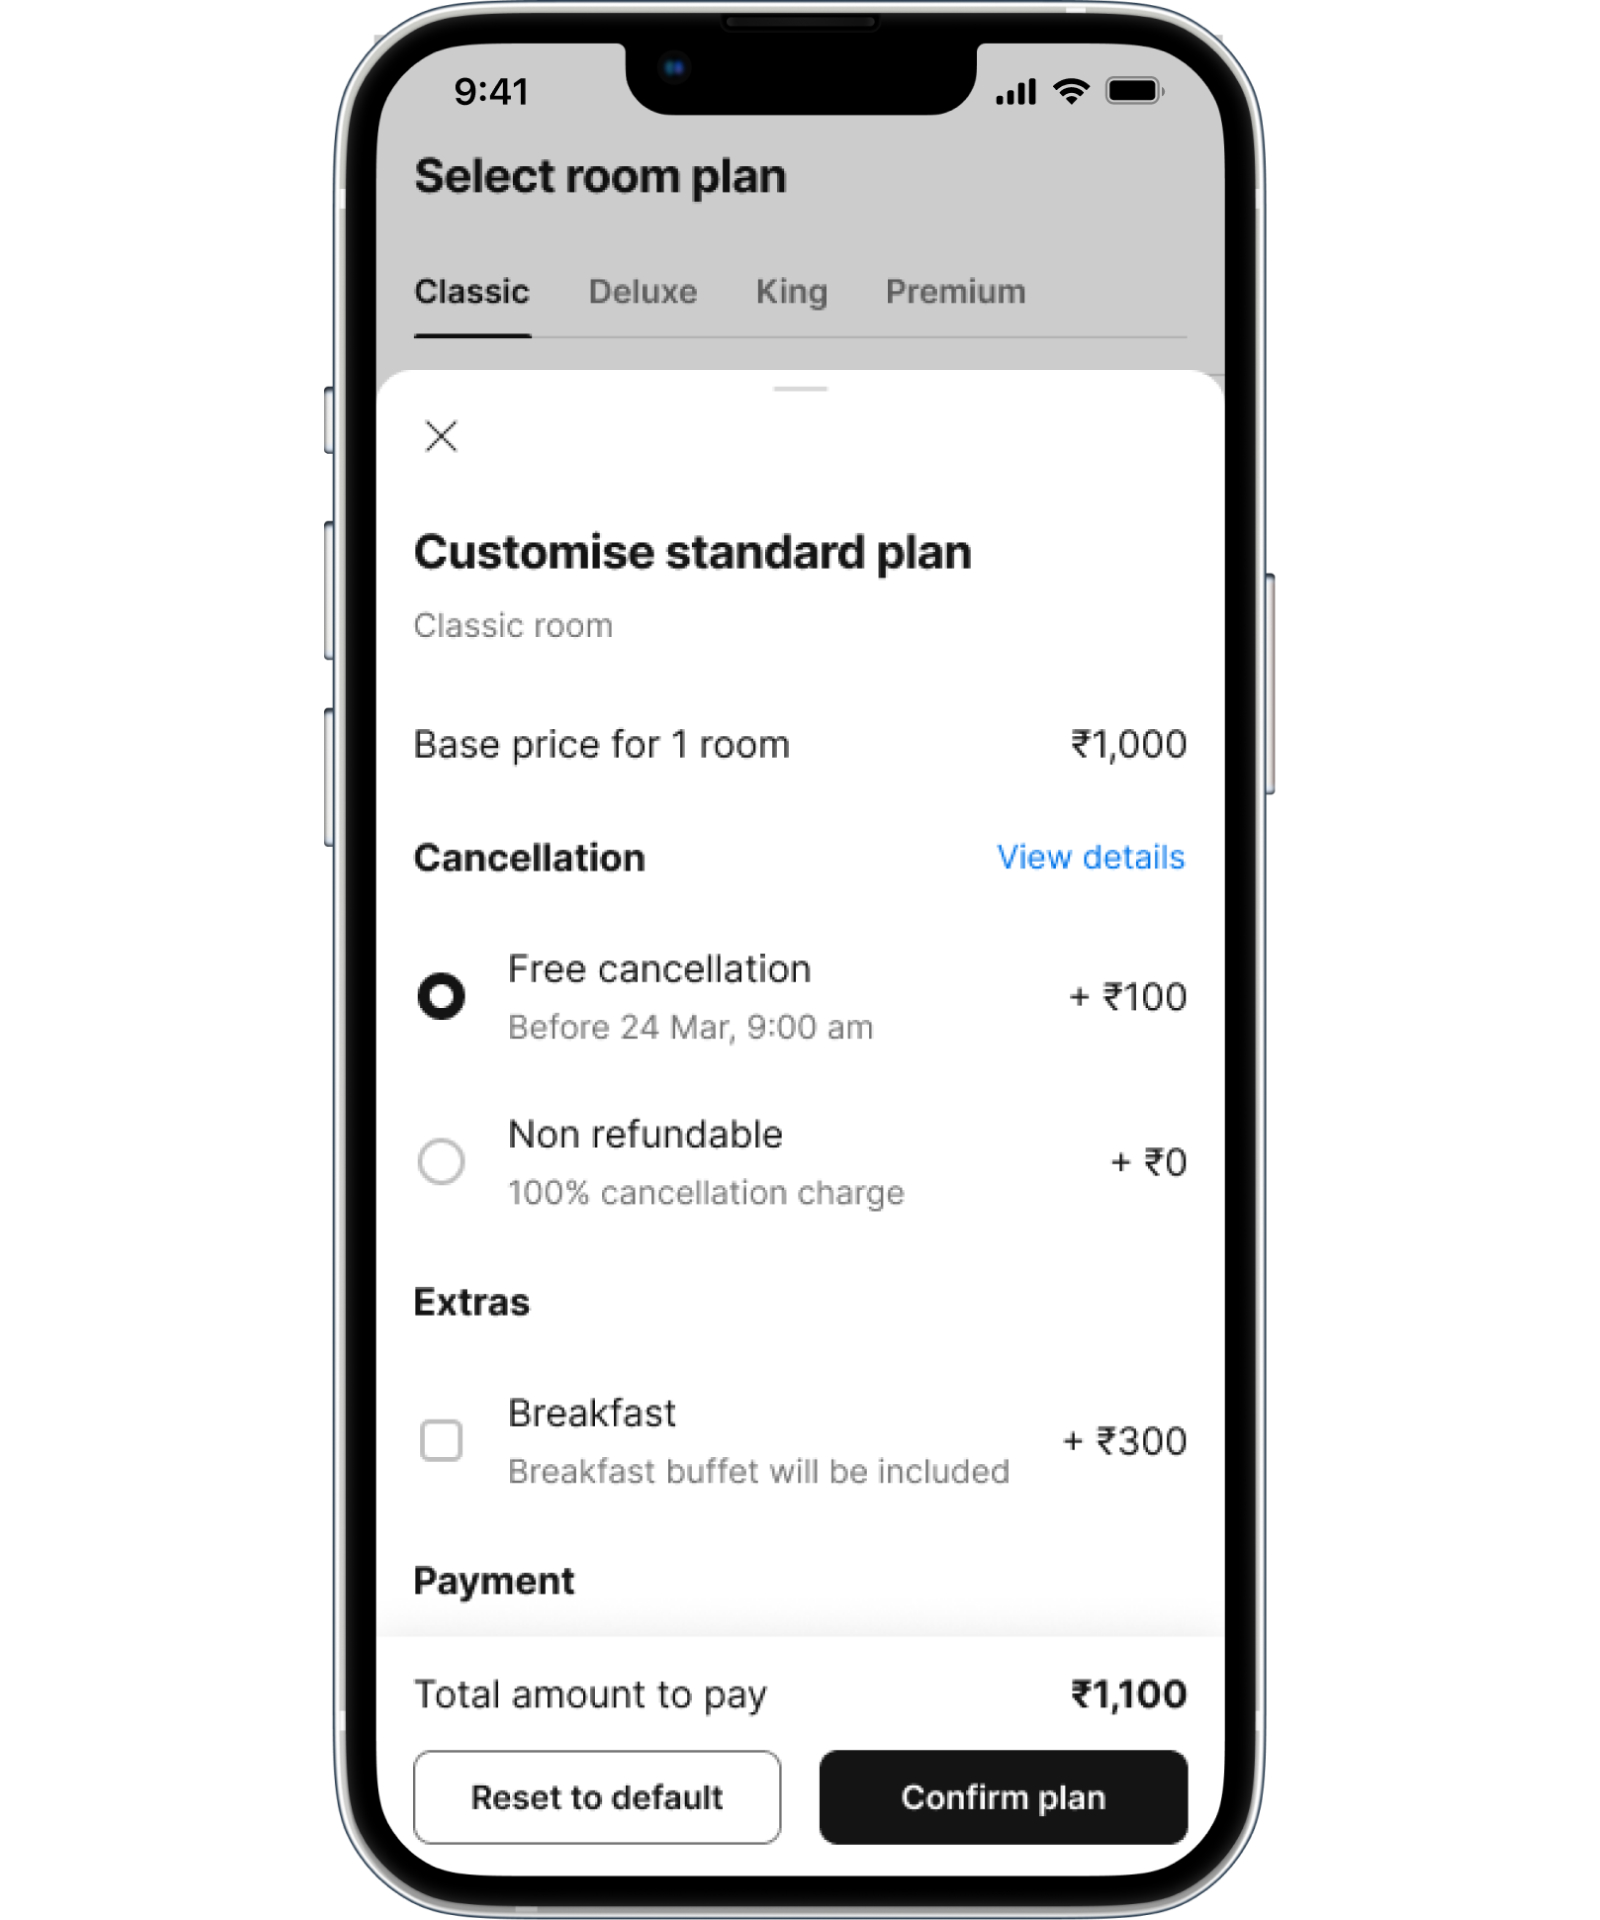 9:41
Select room plan
Classic Deluxe King Premium
Customise standard plan
Classic room
Base price for 1 room ₹1,000
Cancellation View details
Free cancellation
Before 24 Mar, 9:00 am
+ ₹100
Non refundable
100% cancellation charge
+ ₹0
Extras
Breakfast
Breakfast buffet will be included
+ ₹300
Payment
Total amount to pay ₹1,100
Reset to default Confirm plan